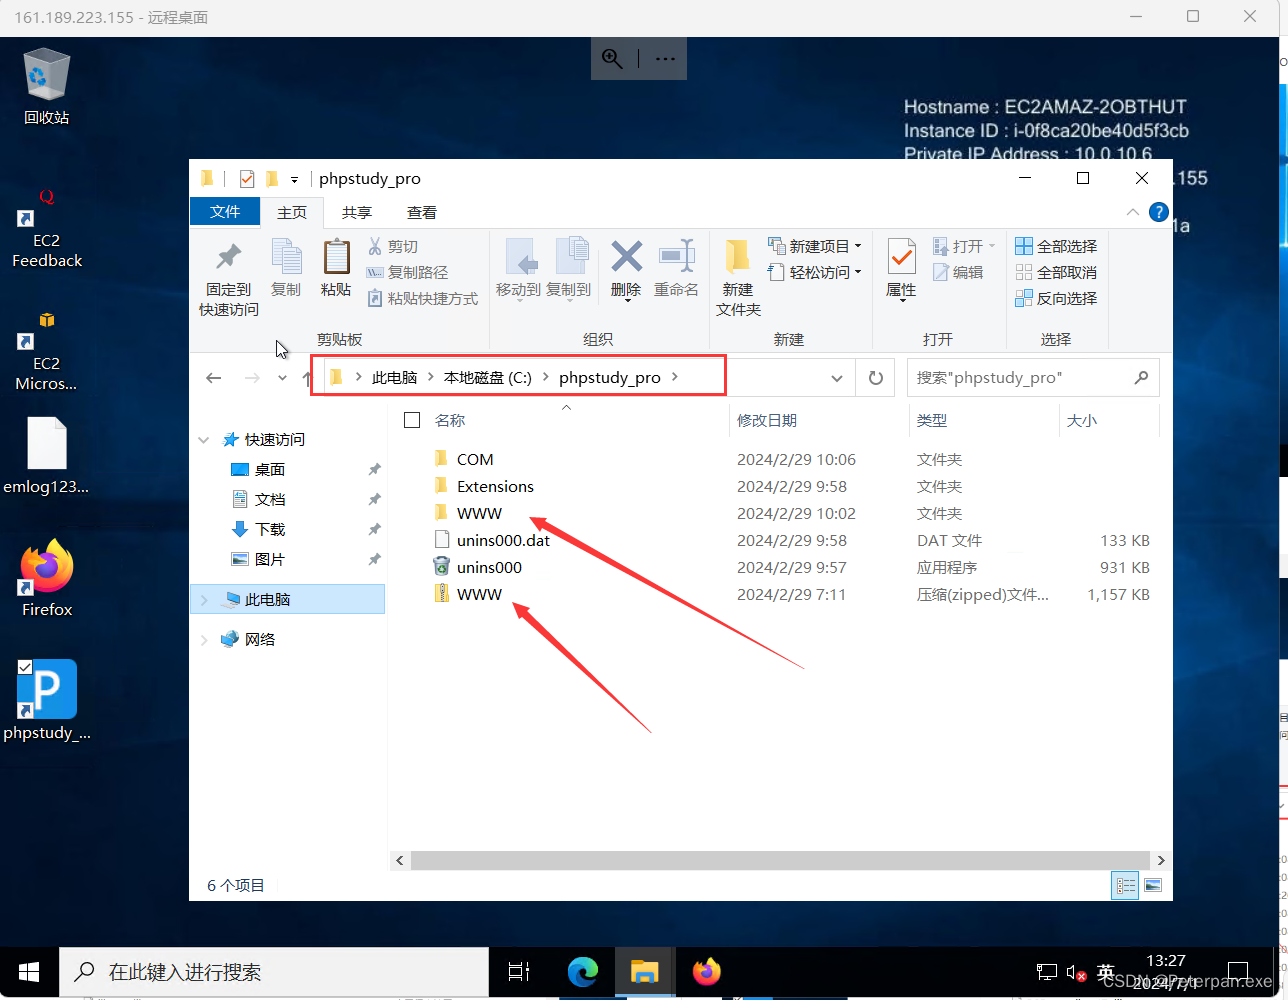 161.189.223.155 - 远程桌面
回收站
EC2
Feedback
EC2
Micros...
emlog123...
Firefox
phpstudy_...
Hostname : EC2AMAZ-2OBTHUT
Instance ID : i-0f8ca20be40d5f3cb
Private IP Address : 10.0.10.6
.155
1a
phpstudy_pro
文件
主页
共享
查看
固定到
快速访问
复制
粘贴
剪切
复制路径
粘贴快捷方式
剪贴板
移动到
复制到
删除
重命名
组织
新建
文件夹
新建项目
轻松访问
新建
属性
打开
编辑
打开
全部选择
全部取消
反向选择
选择
此电脑
本地磁盘 (C:)
phpstudy_pro
搜索"phpstudy_pro"
快速访问
桌面
文档
下载
图片
此电脑
网络
名称 修改日期 类型 大小
COM 2024/2/29 10:06 文件夹
Extensions 2024/2/29 9:58 文件夹
WWW 2024/2/29 10:02 文件夹
unins000.dat 2024/2/29 9:58 DAT 文件 133 KB
unins000 2024/2/29 9:57 应用程序 931 KB
WWW 2024/2/29 7:11 压缩(zipped)文件... 1,157 KB
6 个项目
在此键入进行搜索
英
13:27
2024/7/1
CSDN @Peterpan.exe